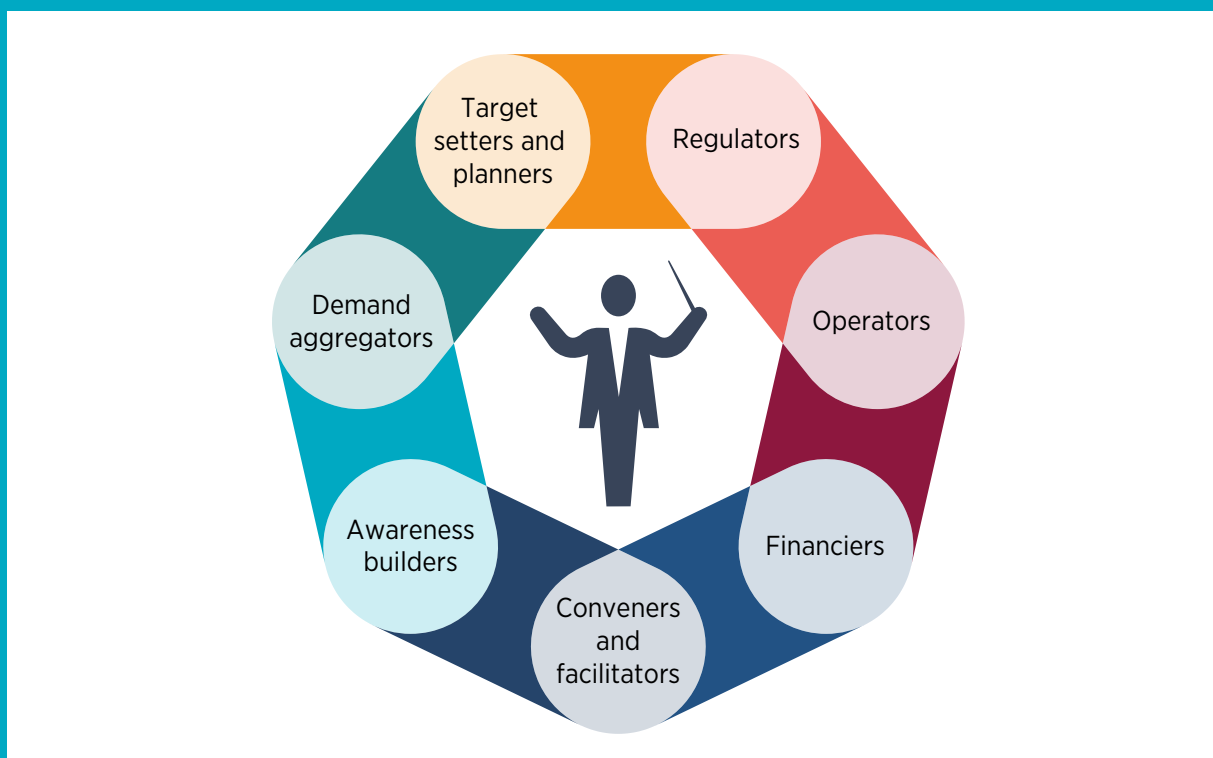 Target
setters and
planners
Regulators
Operators
Financiers
Conveners
and
facilitators
Awareness
builders
Demand
aggregators